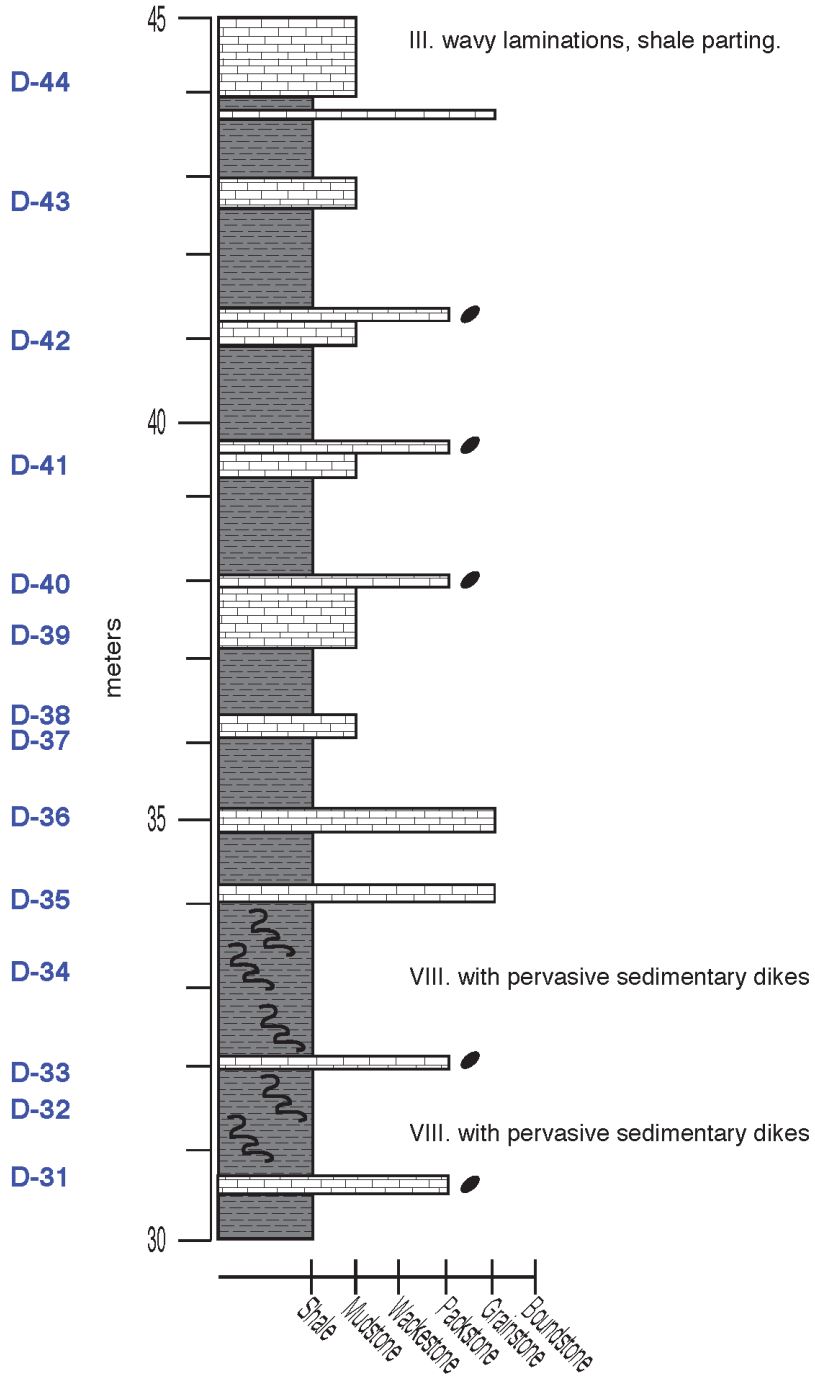 45
III. wavy laminations, shale parting.
D-44
D-43
D-42
40
D-41
D-40
D-39
meters
D-38
D-37
D-36
35
D-35
D-34
VIII. with pervasive sedimentary dikes
D-33
D-32
VIII. with pervasive sedimentary dikes
D-31
30
Shale
Mudstone
Wackestone
Packstone
Grainstone
Boundstone